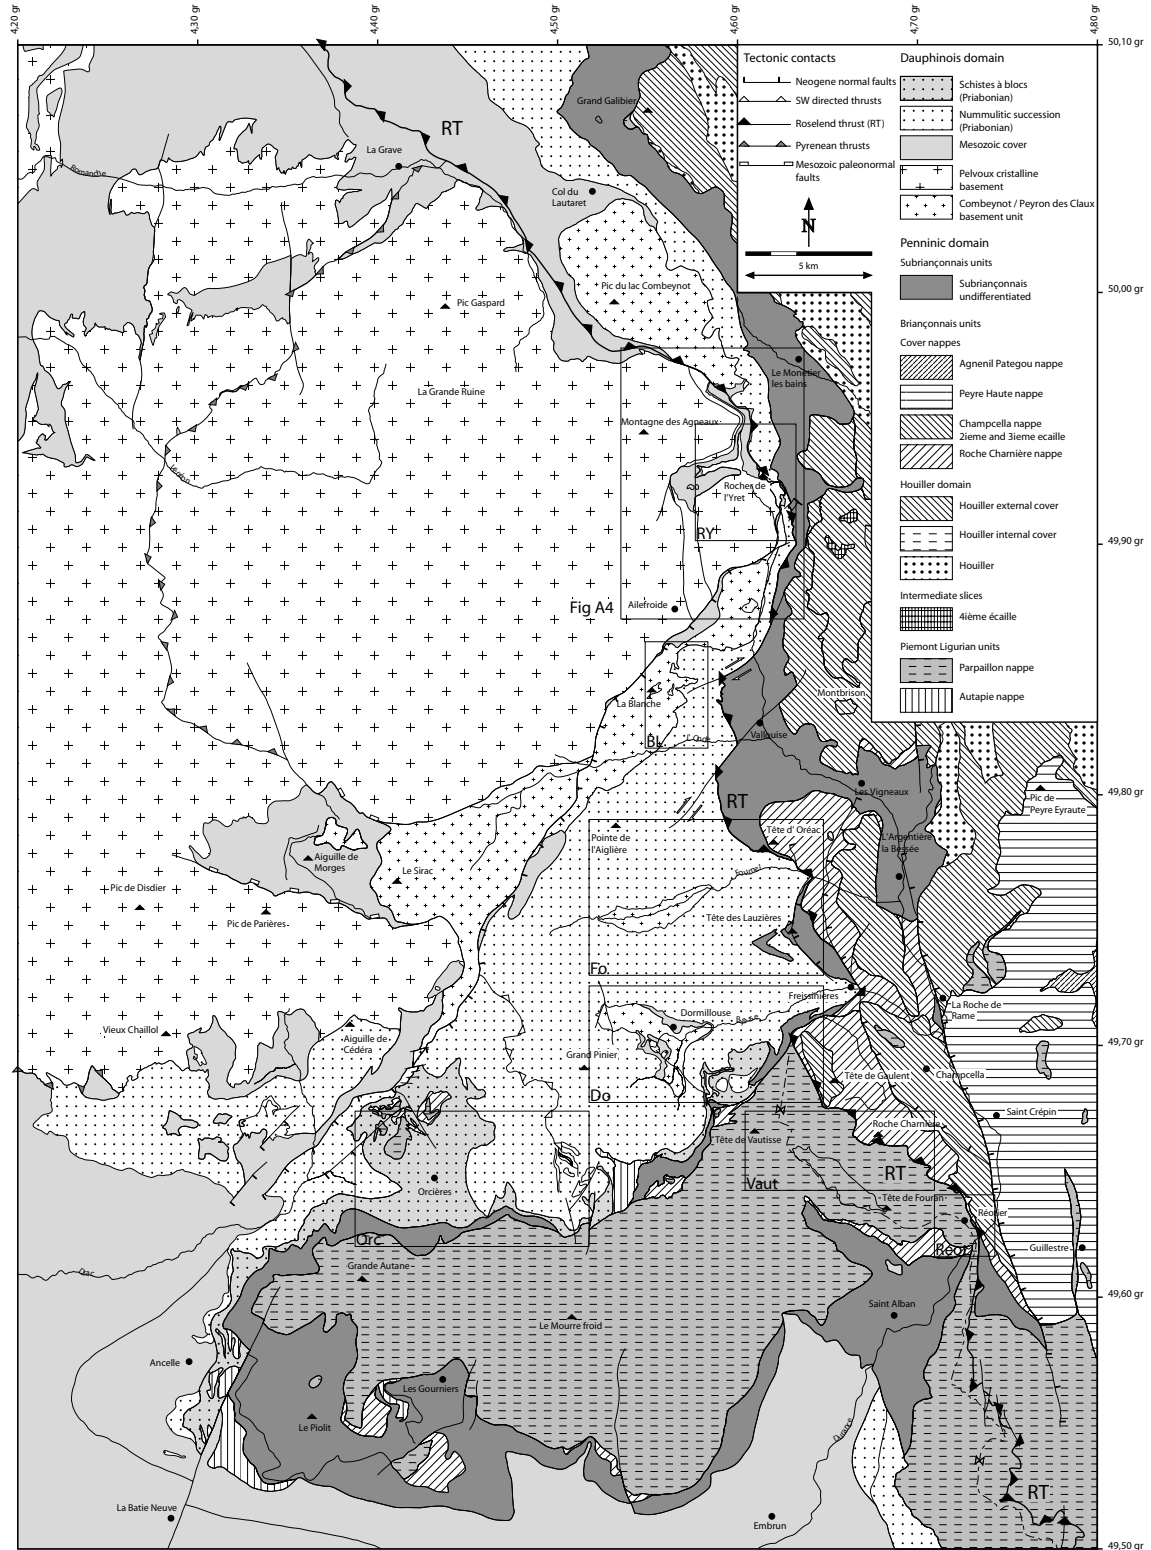 4,20 gr
4,30 gr
4,40 gr
4,50 gr
4,60 gr
4,70 gr
4,80 gr
50,10 gr
50,00 gr
49,90 gr
49,80 gr
49,70 gr
49,60 gr
49,50 gr
Tectonic contacts
Neogene normal faults
SW directed thrusts
Roselend thrust (RT)
Pyrenean thrusts
Mesozoic paleonormal
faults
N
5 km
Dauphinois domain
Schistes à blocs
(Priabonian)
Nummulitic succession
(Priabonian)
Mesozoic cover
Pelvoux cristalline
basement
Combeynot / Peyron des Claux
basement unit
Penninic domain
Subriançonnais units
Subriançonnais
undifferentiated
Briançonnais units
Cover nappes
Agnenil Pategou nappe
Peyre Haute nappe
Champcella nappe
2ieme and 3ieme ecaille
Roche Charnière nappe
Houiller domain
Houiller external cover
Houiller internal cover
Houiller
Intermediate slices
4ième écaille
Piemont Ligurian units
Parpaillon nappe
Autapie nappe
Grand Galibier
RT
La Grave
Romanche
Col du
Lautaret
Pic du lac Combeynot
Pic Gaspard
Le Monetier
les bains
La Grande Ruine
Montagne des Agneaux
Rocher de
l'Yret
RY
Fig A4
Ailefroide
La Blanche
BL
L'Onde
Montbrison
Vallouise
RT
Les Vigneaux
Pic de
Peyre Eyraute
Tête d' Oréac
L'Argentière
la Bessée
Pointe de
l'Aiglière
Aiguille de
Morges
Le Sirac
Pic de Disdier
Pic de Parières
Fournel
Tête des Lauzières
Fo
Freissinières
La Roche de
Rame
Dormillouse
Vieux Chaillol
Aiguille de
Cédéra
Grand Pinier
Do
Tête de Gaulent
Champcella
Saint Crépin
Roche Charnière
Tête de Vautisse
Vaut
RT
Orcières
Tête de Fouran
Réotier
Reot
Guillestre
Orc
Drac
Grande Autane
Saint Alban
Le Mourre froid
Ancelle
Les Gourniers
Le Piolit
Durance
RT
La Batie Neuve
Embrun